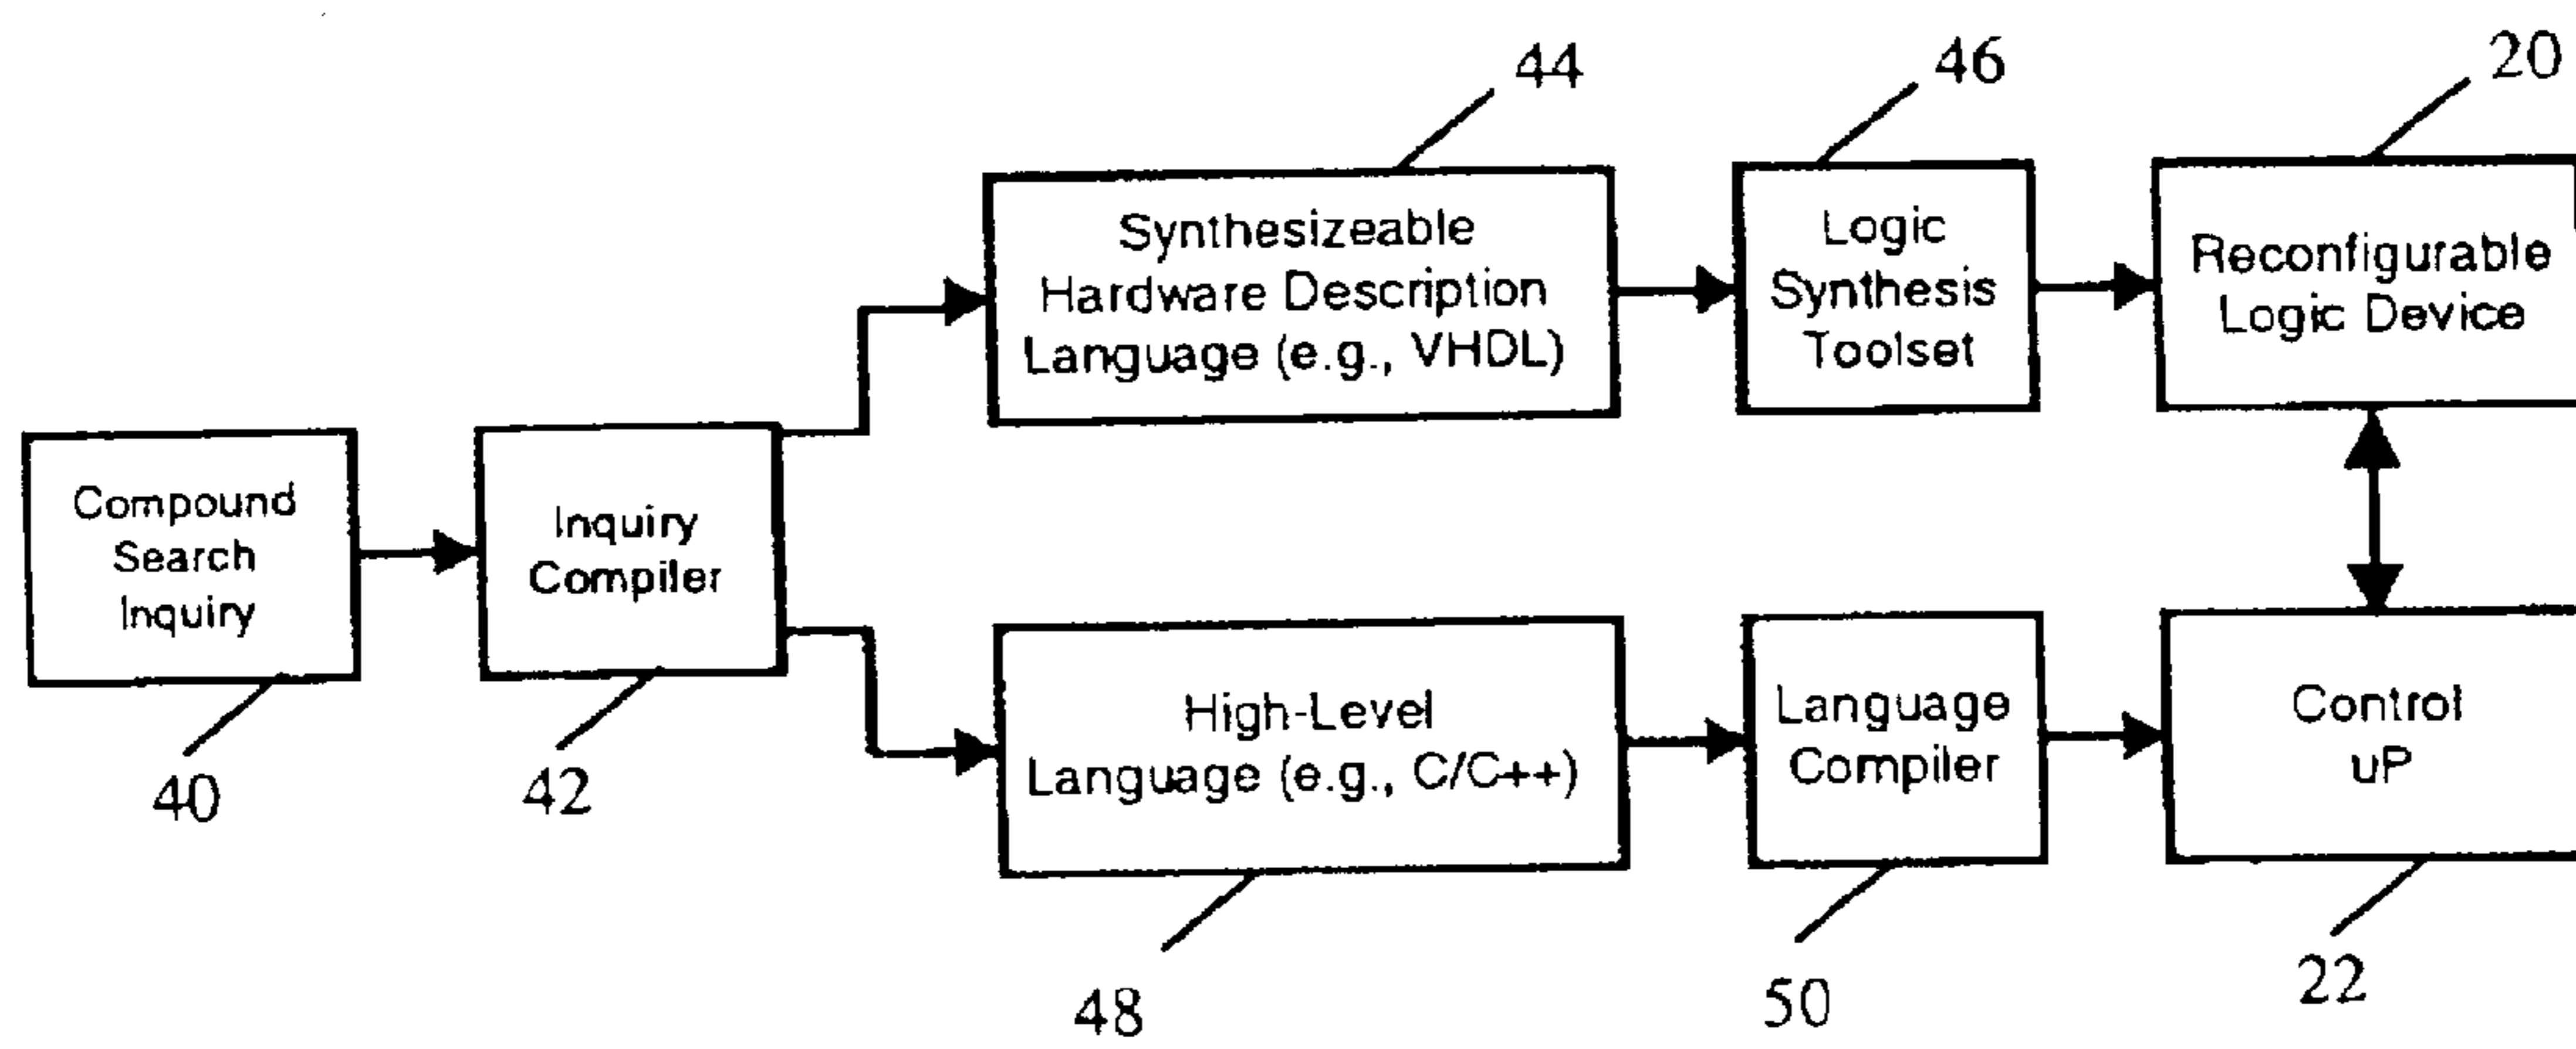 44
46
20
Synthesizeable
Hardware Description
Language (e.g., VHDL)
Logic
Synthesis
Toolset
Reconfigurable
Logic Device
Compound
Search
Inquiry
Inquiry
Compiler
40
42
High-Level
Language (e.g., C/C++)
Language
Compiler
Control
uP
48
50
22